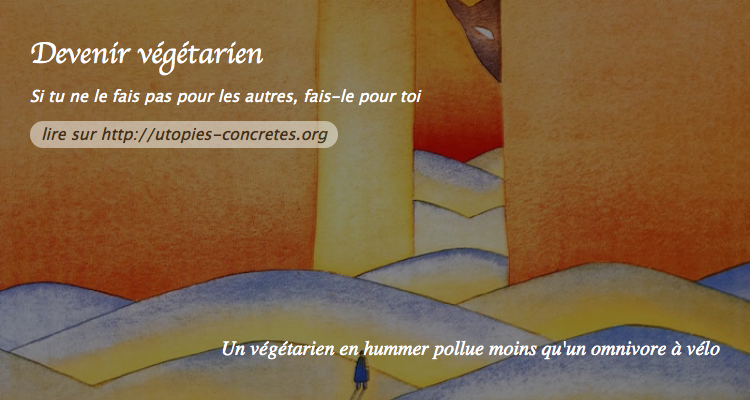 Devenir végétarien
Si tu ne le fais pas pour les autres, fais-le pour toi
lire sur http://utopies-concretes.org
Un végétarien en hummer pollue moins qu'un omnivore à vélo